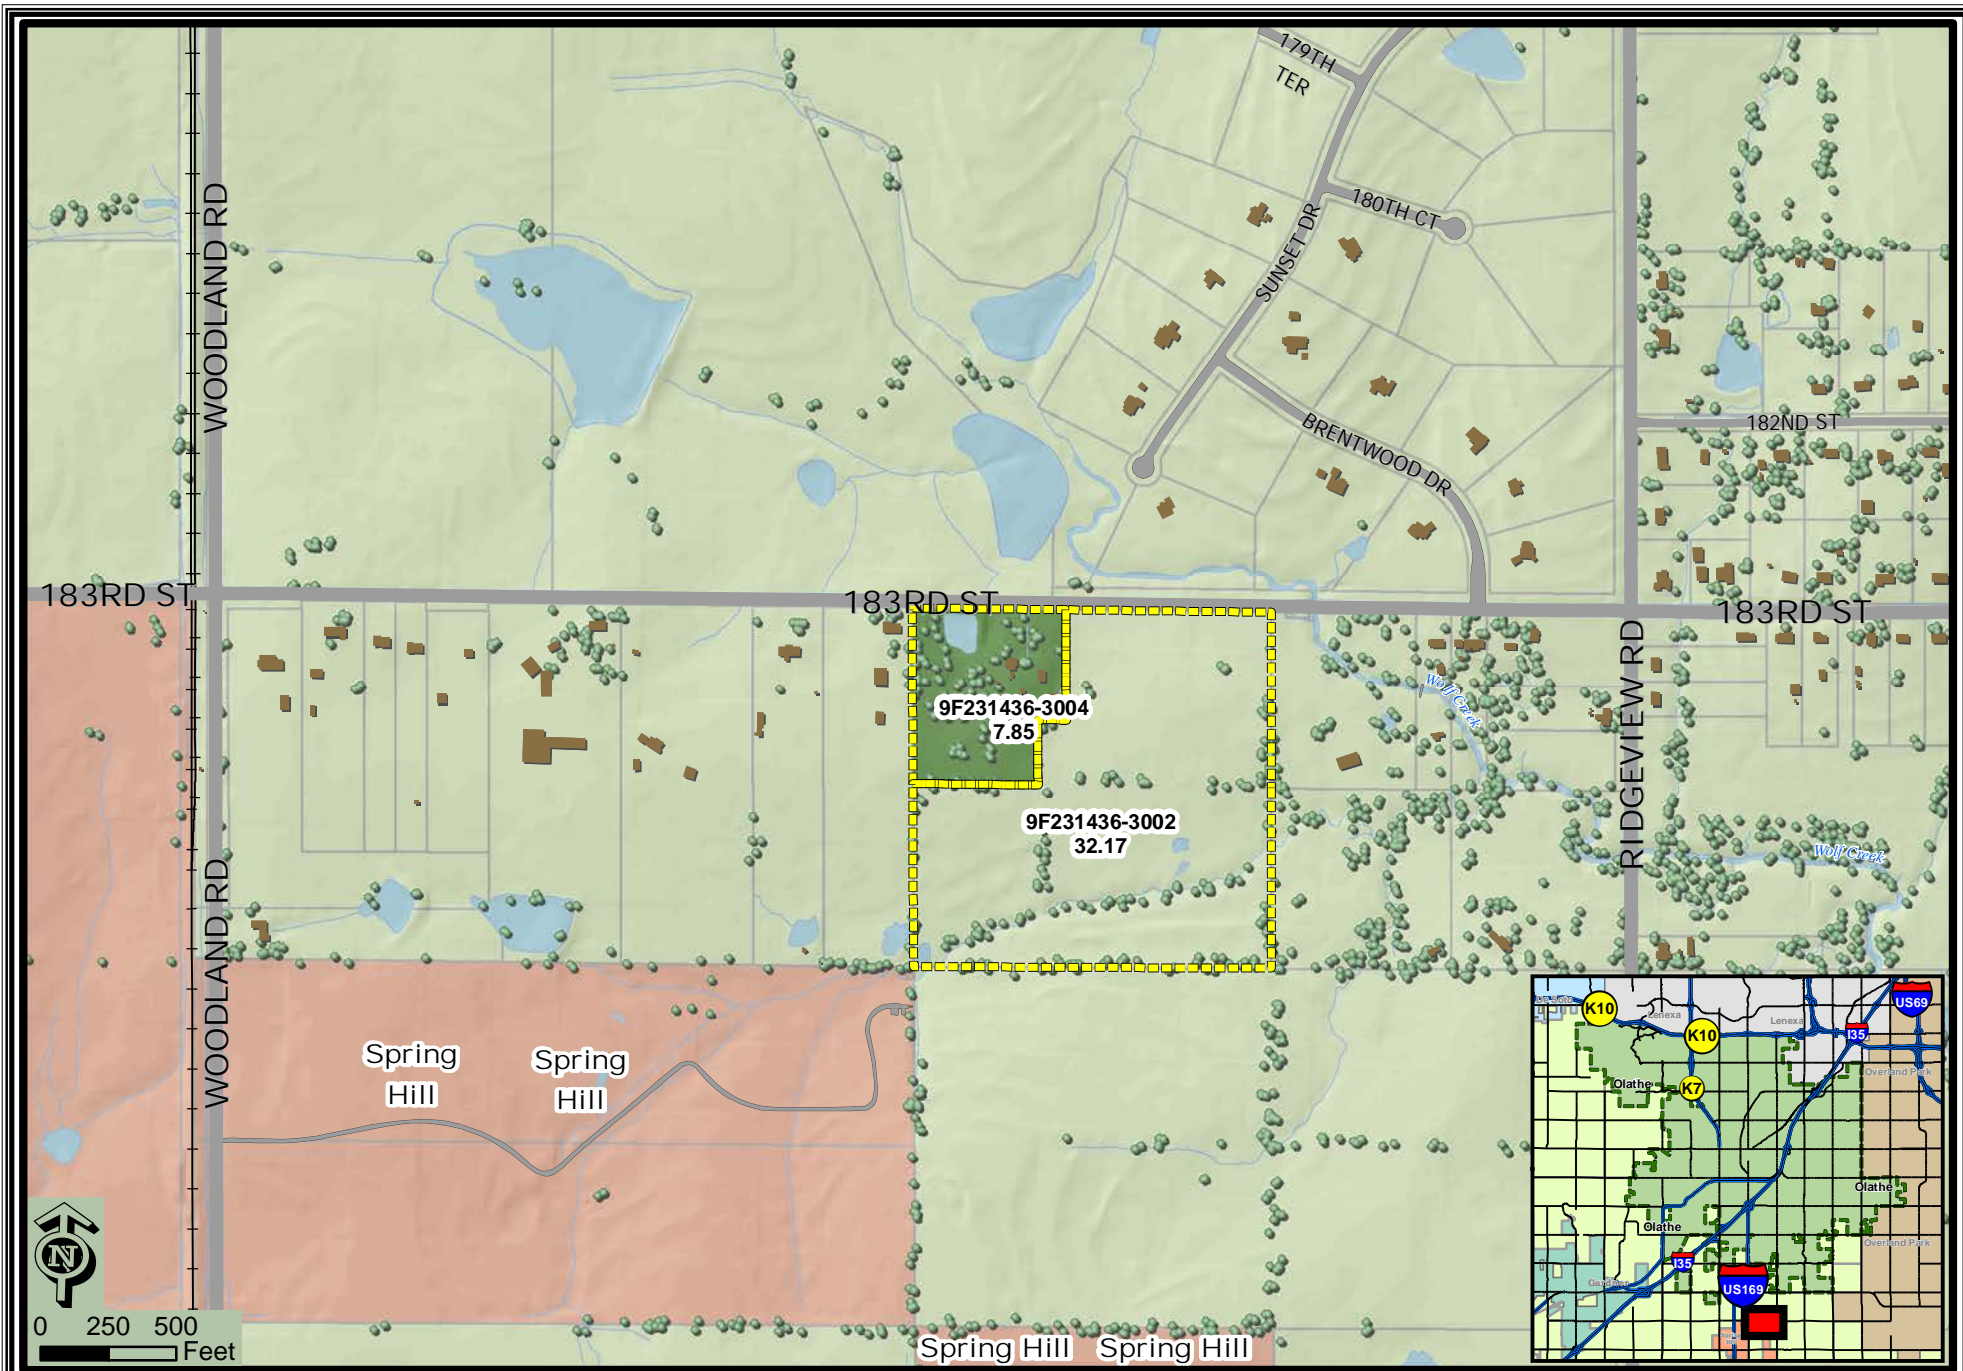 179TH
TER
180TH CT
SUNSET DR
BRENTWOOD DR
182ND ST
WOODLAND RD
183RD ST
183RD ST
183RD ST
RIDGEVIEW RD
Wolf Creek
Wolf Creek
9F231436-3004
7.85
9F231436-3002
32.17
WOODLAND RD
Spring
Hill
Spring
Hill
Spring Hill
Spring Hill
N
0 250 500
Feet
De Soto
K10
Lenexa
K10
Lenexa
I35
US69
Overland Park
Olathe
K7
Olathe
Olathe
Overland Park
I35
Gardner
US169